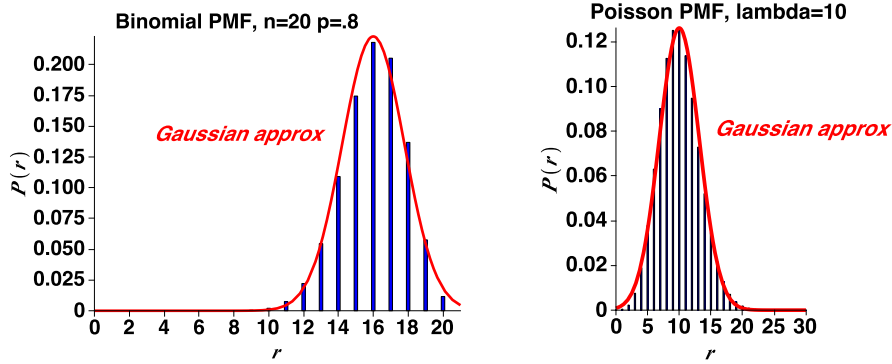 Binomial PMF, n=20 p=.8
0.200
0.175
0.150
0.125
0.100
0.075
0.050
0.025
0
P(r)
Gaussian approx
0 2 4 6 8 10 12 14 16 18 20
r
Poisson PMF, lambda=10
0.12
0.10
0.08
0.06
0.04
0.02
0
P(r)
Gaussian approx
0 5 10 15 20 25 30
r